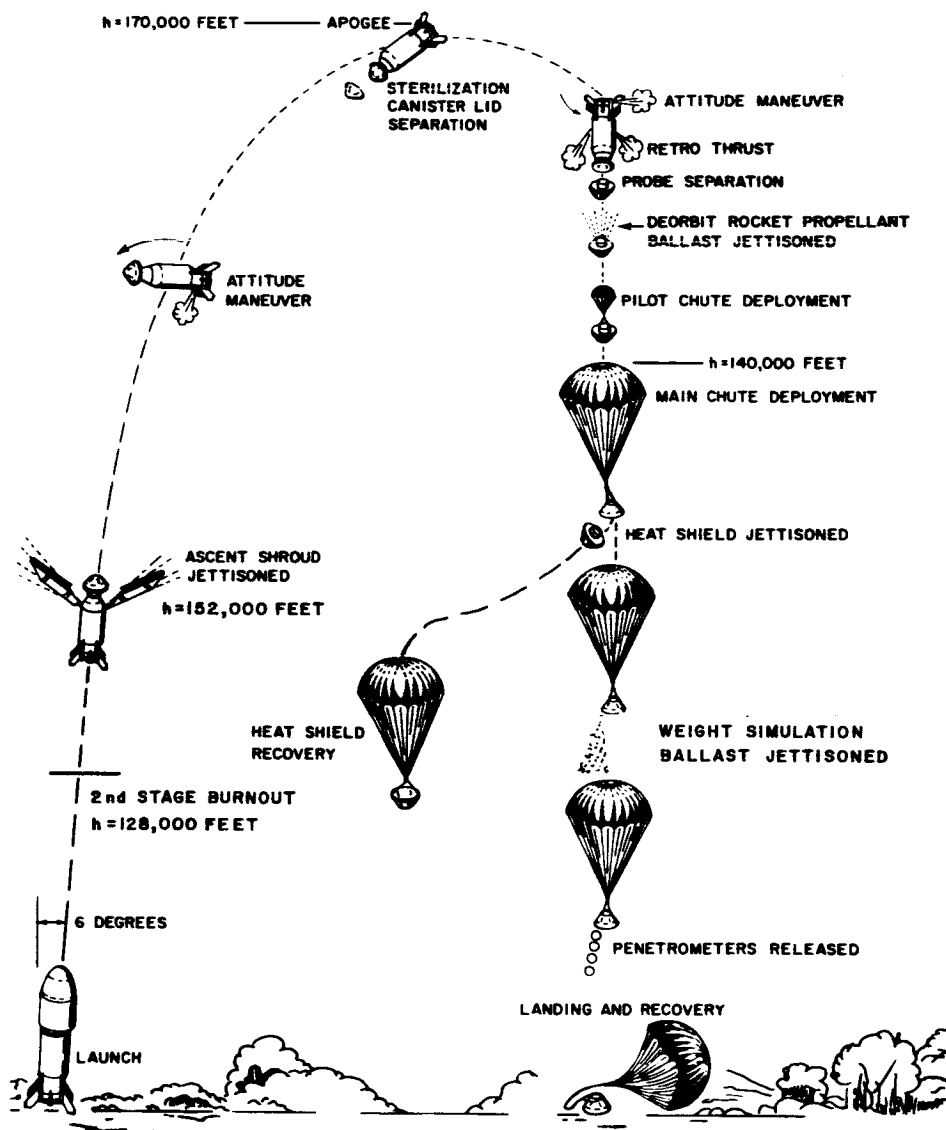 h=170,000 FEET
APOGEE
STERILIZATION
CANISTER LID
SEPARATION
ATTITUDE MANEUVER
RETRO THRUST
PROBE SEPARATION
DEORBIT ROCKET PROPELLANT
BALLAST JETTISONED
ATTITUDE
MANEUVER
PILOT CHUTE DEPLOYMENT
h=140,000 FEET
MAIN CHUTE DEPLOYMENT
HEAT SHIELD JETTISONED
ASCENT SHROUD
JETTISONED
h=152,000 FEET
HEAT SHIELD
RECOVERY
WEIGHT SIMULATION
BALLAST JETTISONED
2nd STAGE BURNOUT
h=128,000 FEET
6 DEGREES
PENETROMETERS RELEASED
LANDING AND RECOVERY
LAUNCH